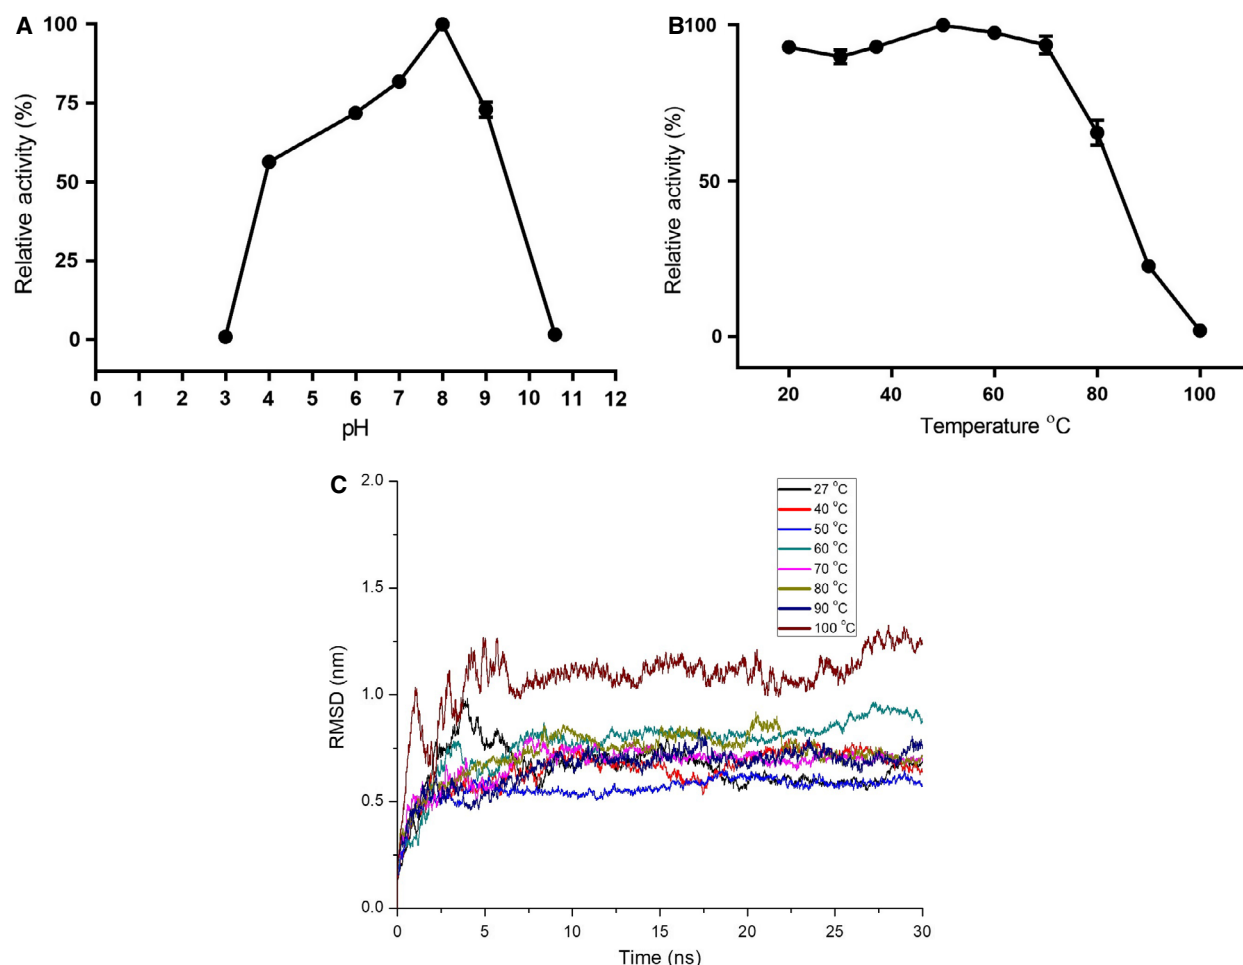 A
Relative activity (%)
100
75
50
25
0
0 1 2 3 4 5 6 7 8 9 10 11 12
pH
B
Relative activity (%)
100
50
0
20 40 60 80 100
Temperature °C
C
RMSD (nm)
2.0
1.5
1.0
0.5
0.0
0 5 10 15 20 25 30
Time (ns)
27 °C
40 °C
50 °C
60 °C
70 °C
80 °C
90 °C
100 °C